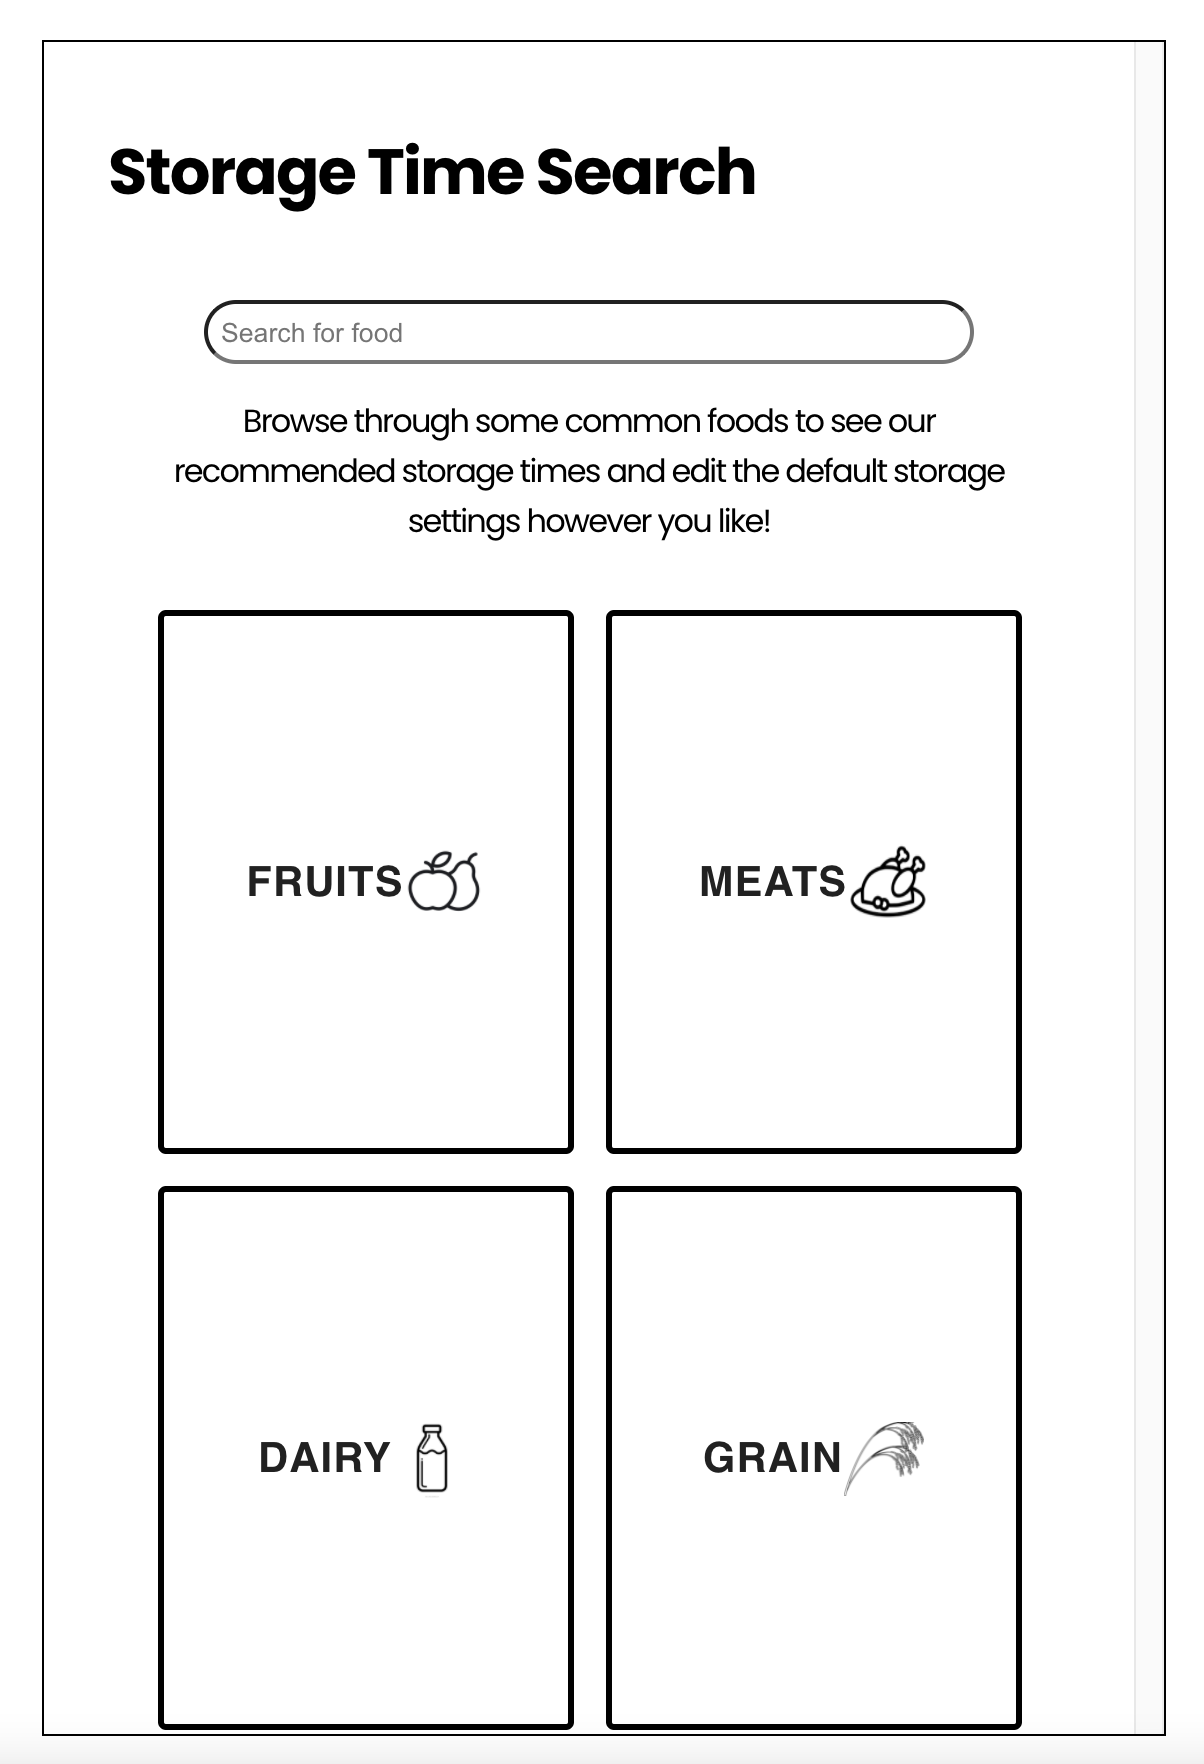 Storage Time Search
Search for food
Browse through some common foods to see our
recommended storage times and edit the default storage
settings however you like!
FRUITS
MEATS
DAIRY
GRAIN